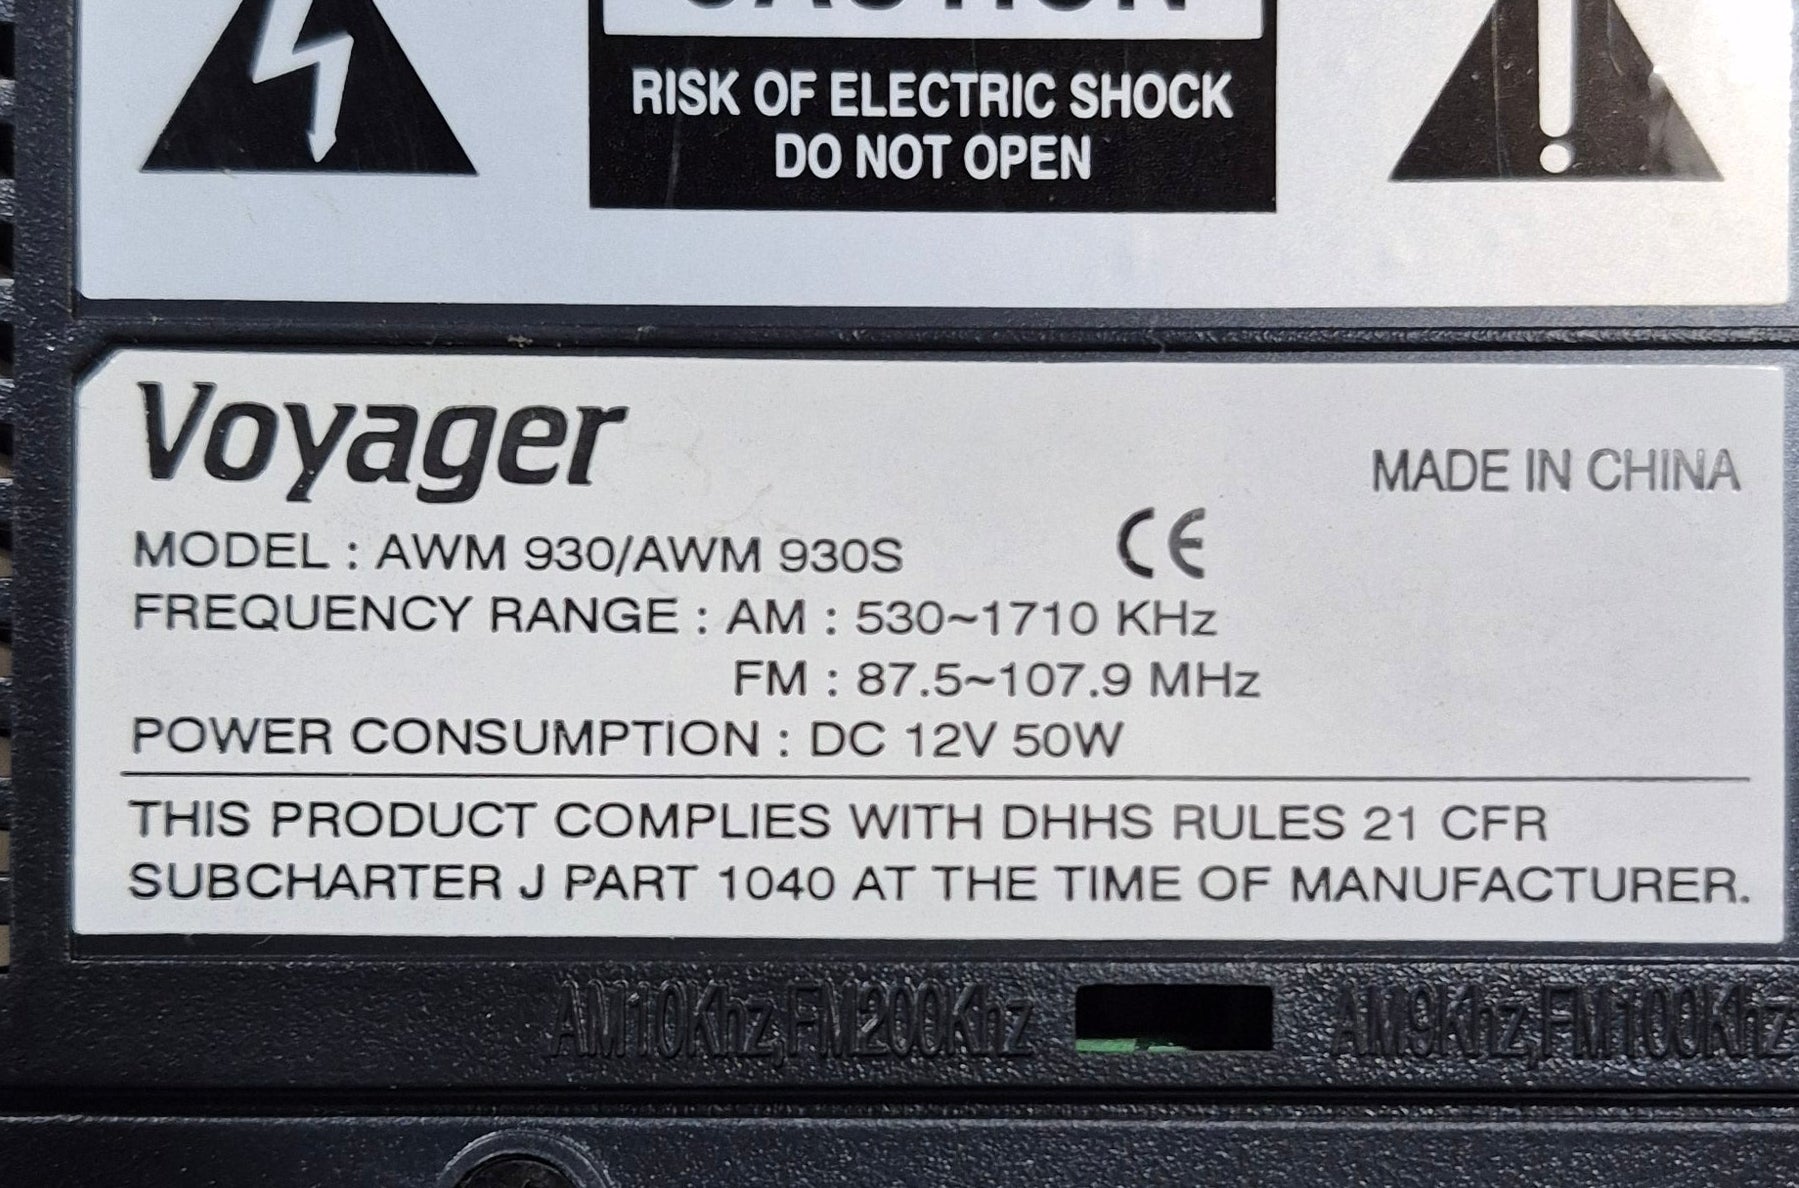 CAUTION
RISK OF ELECTRIC SHOCK
DO NOT OPEN
Voyager
MADE IN CHINA
MODEL : AWM 930/AWM 930S CE
FREQUENCY RANGE : AM : 530~1710 KHz
FM : 87.5~107.9 MHz
POWER CONSUMPTION : DC 12V 50W
THIS PRODUCT COMPLIES WITH DHHS RULES 21 CFR
SUBCHARTER J PART 1040 AT THE TIME OF MANUFACTURER.
AM10Khz,FM200Khz AM9Khz,FM100Khz